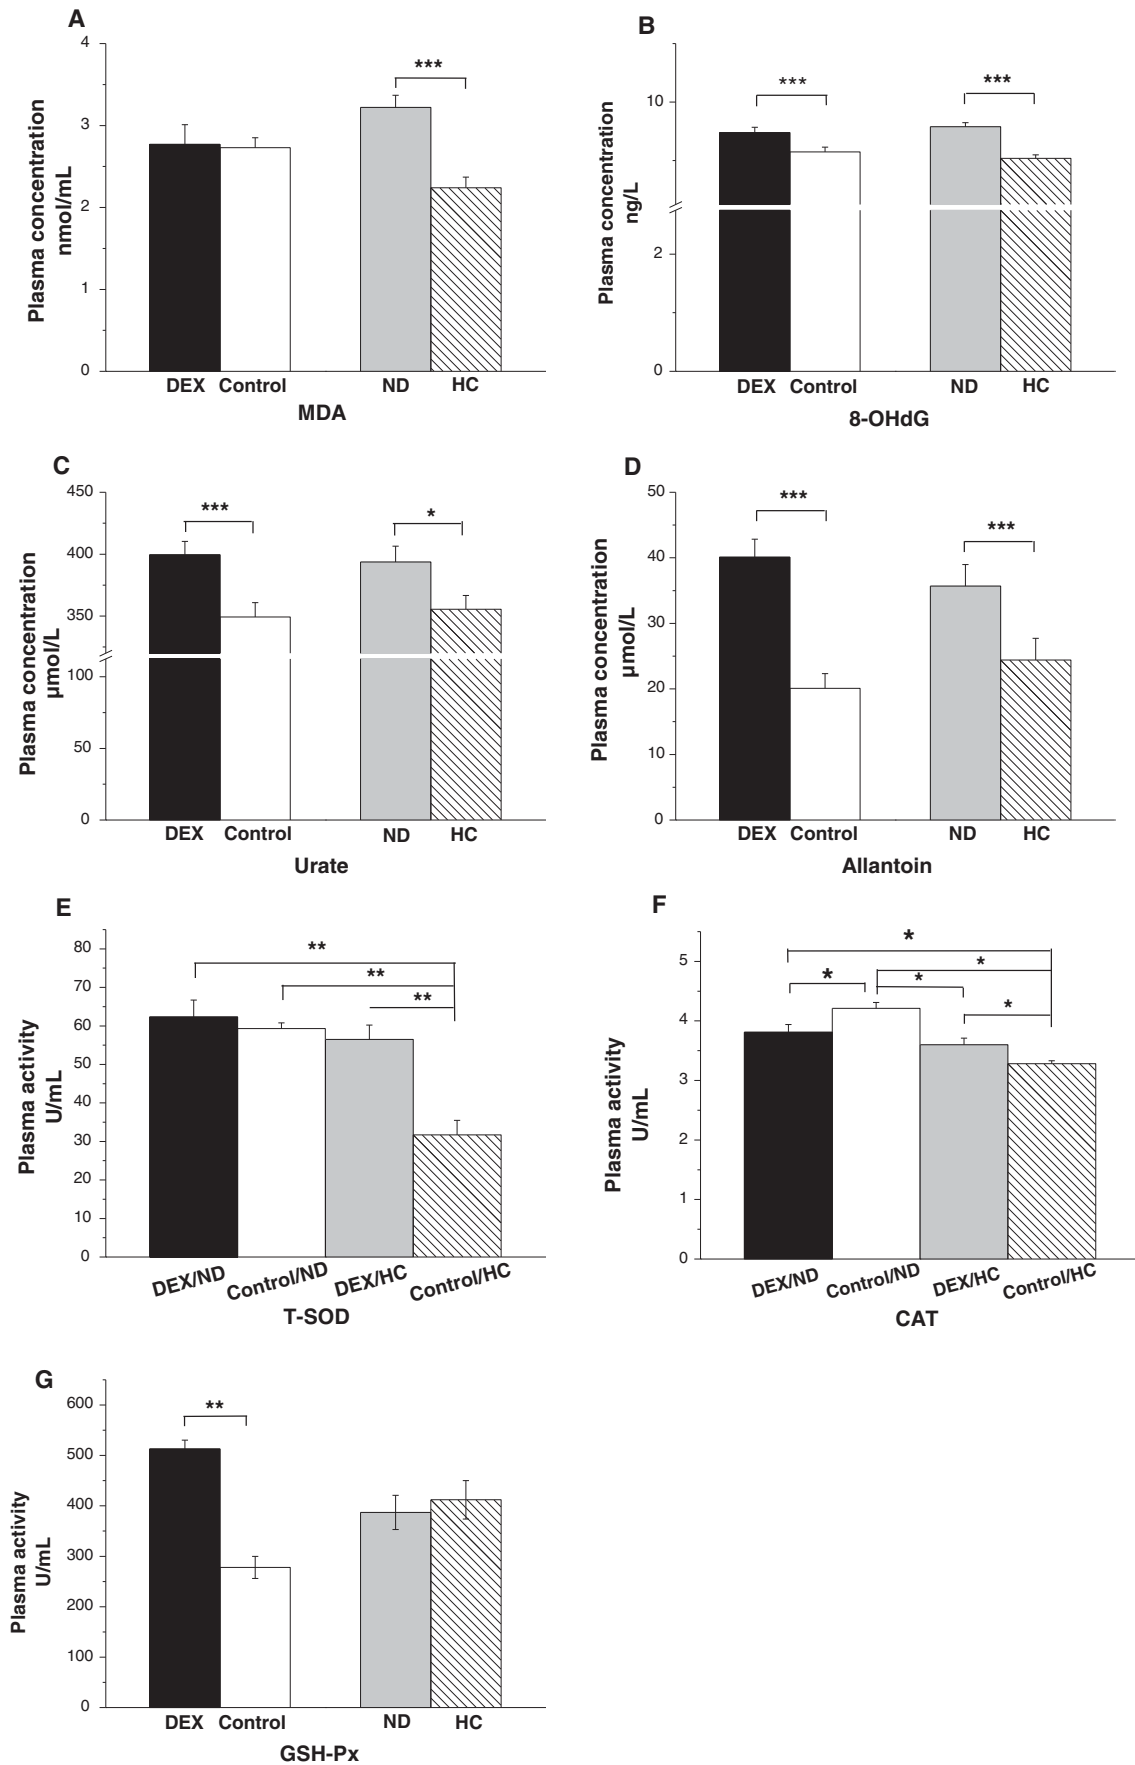 A
Plasma concentration
nmol/mL
4
3
2
1
0
***
DEX Control ND HC
MDA
B
Plasma concentration
ng/L
10
2
0
***
***
DEX Control ND HC
8-OHdG
C
Plasma concentration
µmol/L
450
400
350
100
50
0
***
*
DEX Control ND HC
Urate
D
Plasma concentration
µmol/L
50
40
30
20
10
0
***
***
DEX Control ND HC
Allantoin
E
Plasma activity
U/mL
80
70
60
50
40
30
20
10
0
**
**
**
DEX/ND Control/ND DEX/HC Control/HC
T-SOD
F
Plasma activity
U/mL
5
4
3
2
1
0
*
*
*
*
*
DEX/ND Control/ND DEX/HC Control/HC
CAT
G
Plasma activity
U/mL
600
500
400
300
200
100
0
**
DEX Control ND HC
GSH-Px